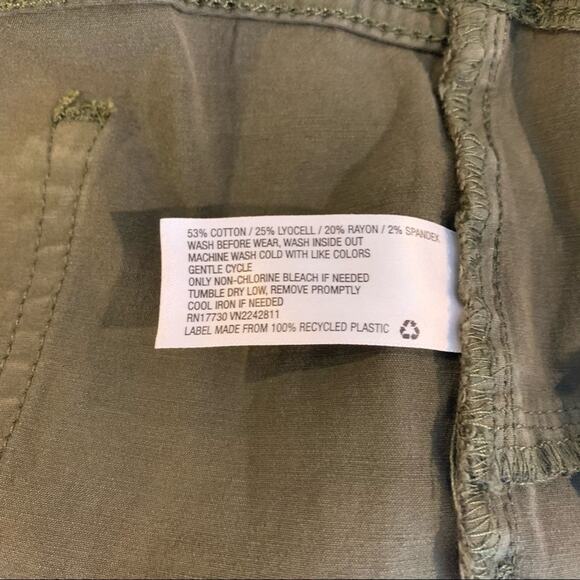 53% COTTON / 25% LYOCELL / 20% RAYON / 2% SPANDEX
WASH BEFORE WEAR, WASH INSIDE OUT
MACHINE WASH COLD WITH LIKE COLORS
GENTLE CYCLE
ONLY NON-CHLORINE BLEACH IF NEEDED
TUMBLE DRY LOW, REMOVE PROMPTLY
COOL IRON IF NEEDED
RN17730 VN2242811
LABEL MADE FROM 100% RECYCLED PLASTIC